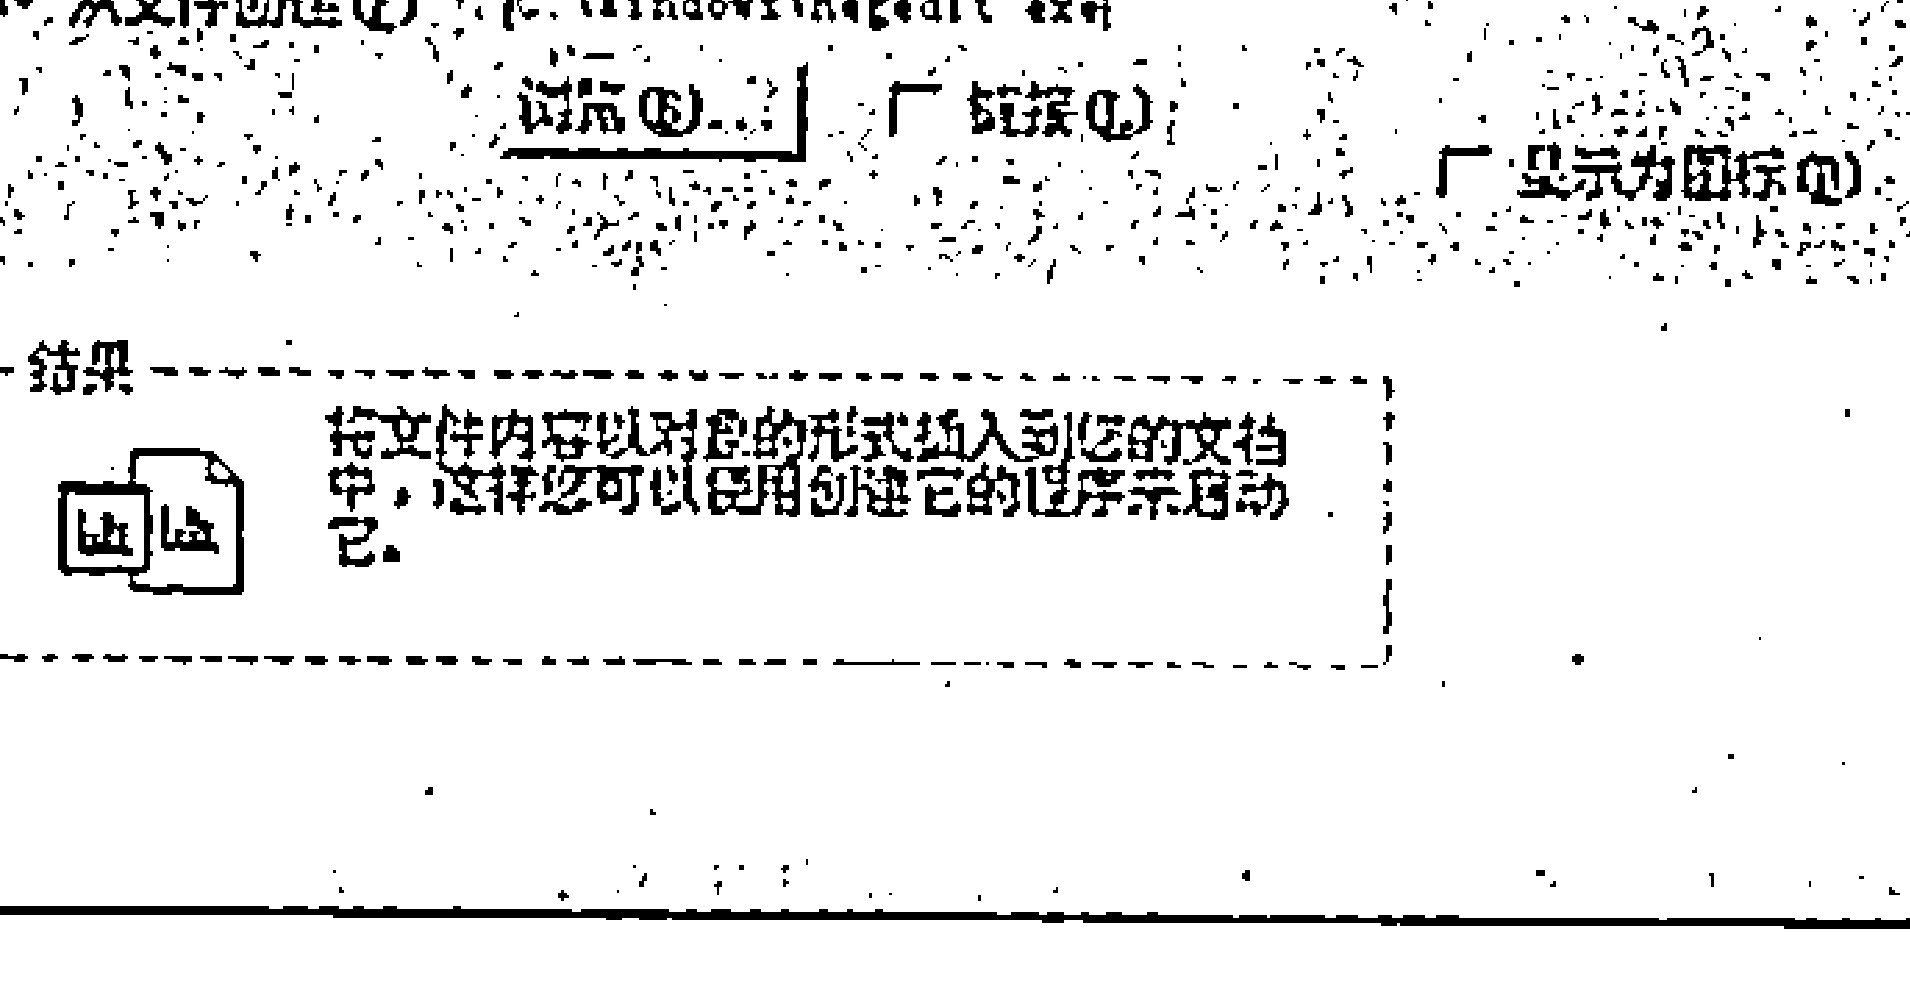 从文件创建(F) c:\windows\regedit.exe
浏览(B)... 链接(L)
显示为图标(I)
结果
将文件内容以对象的形式插入到您的文档
中，这样您可以使用创建它的程序来启动
它。